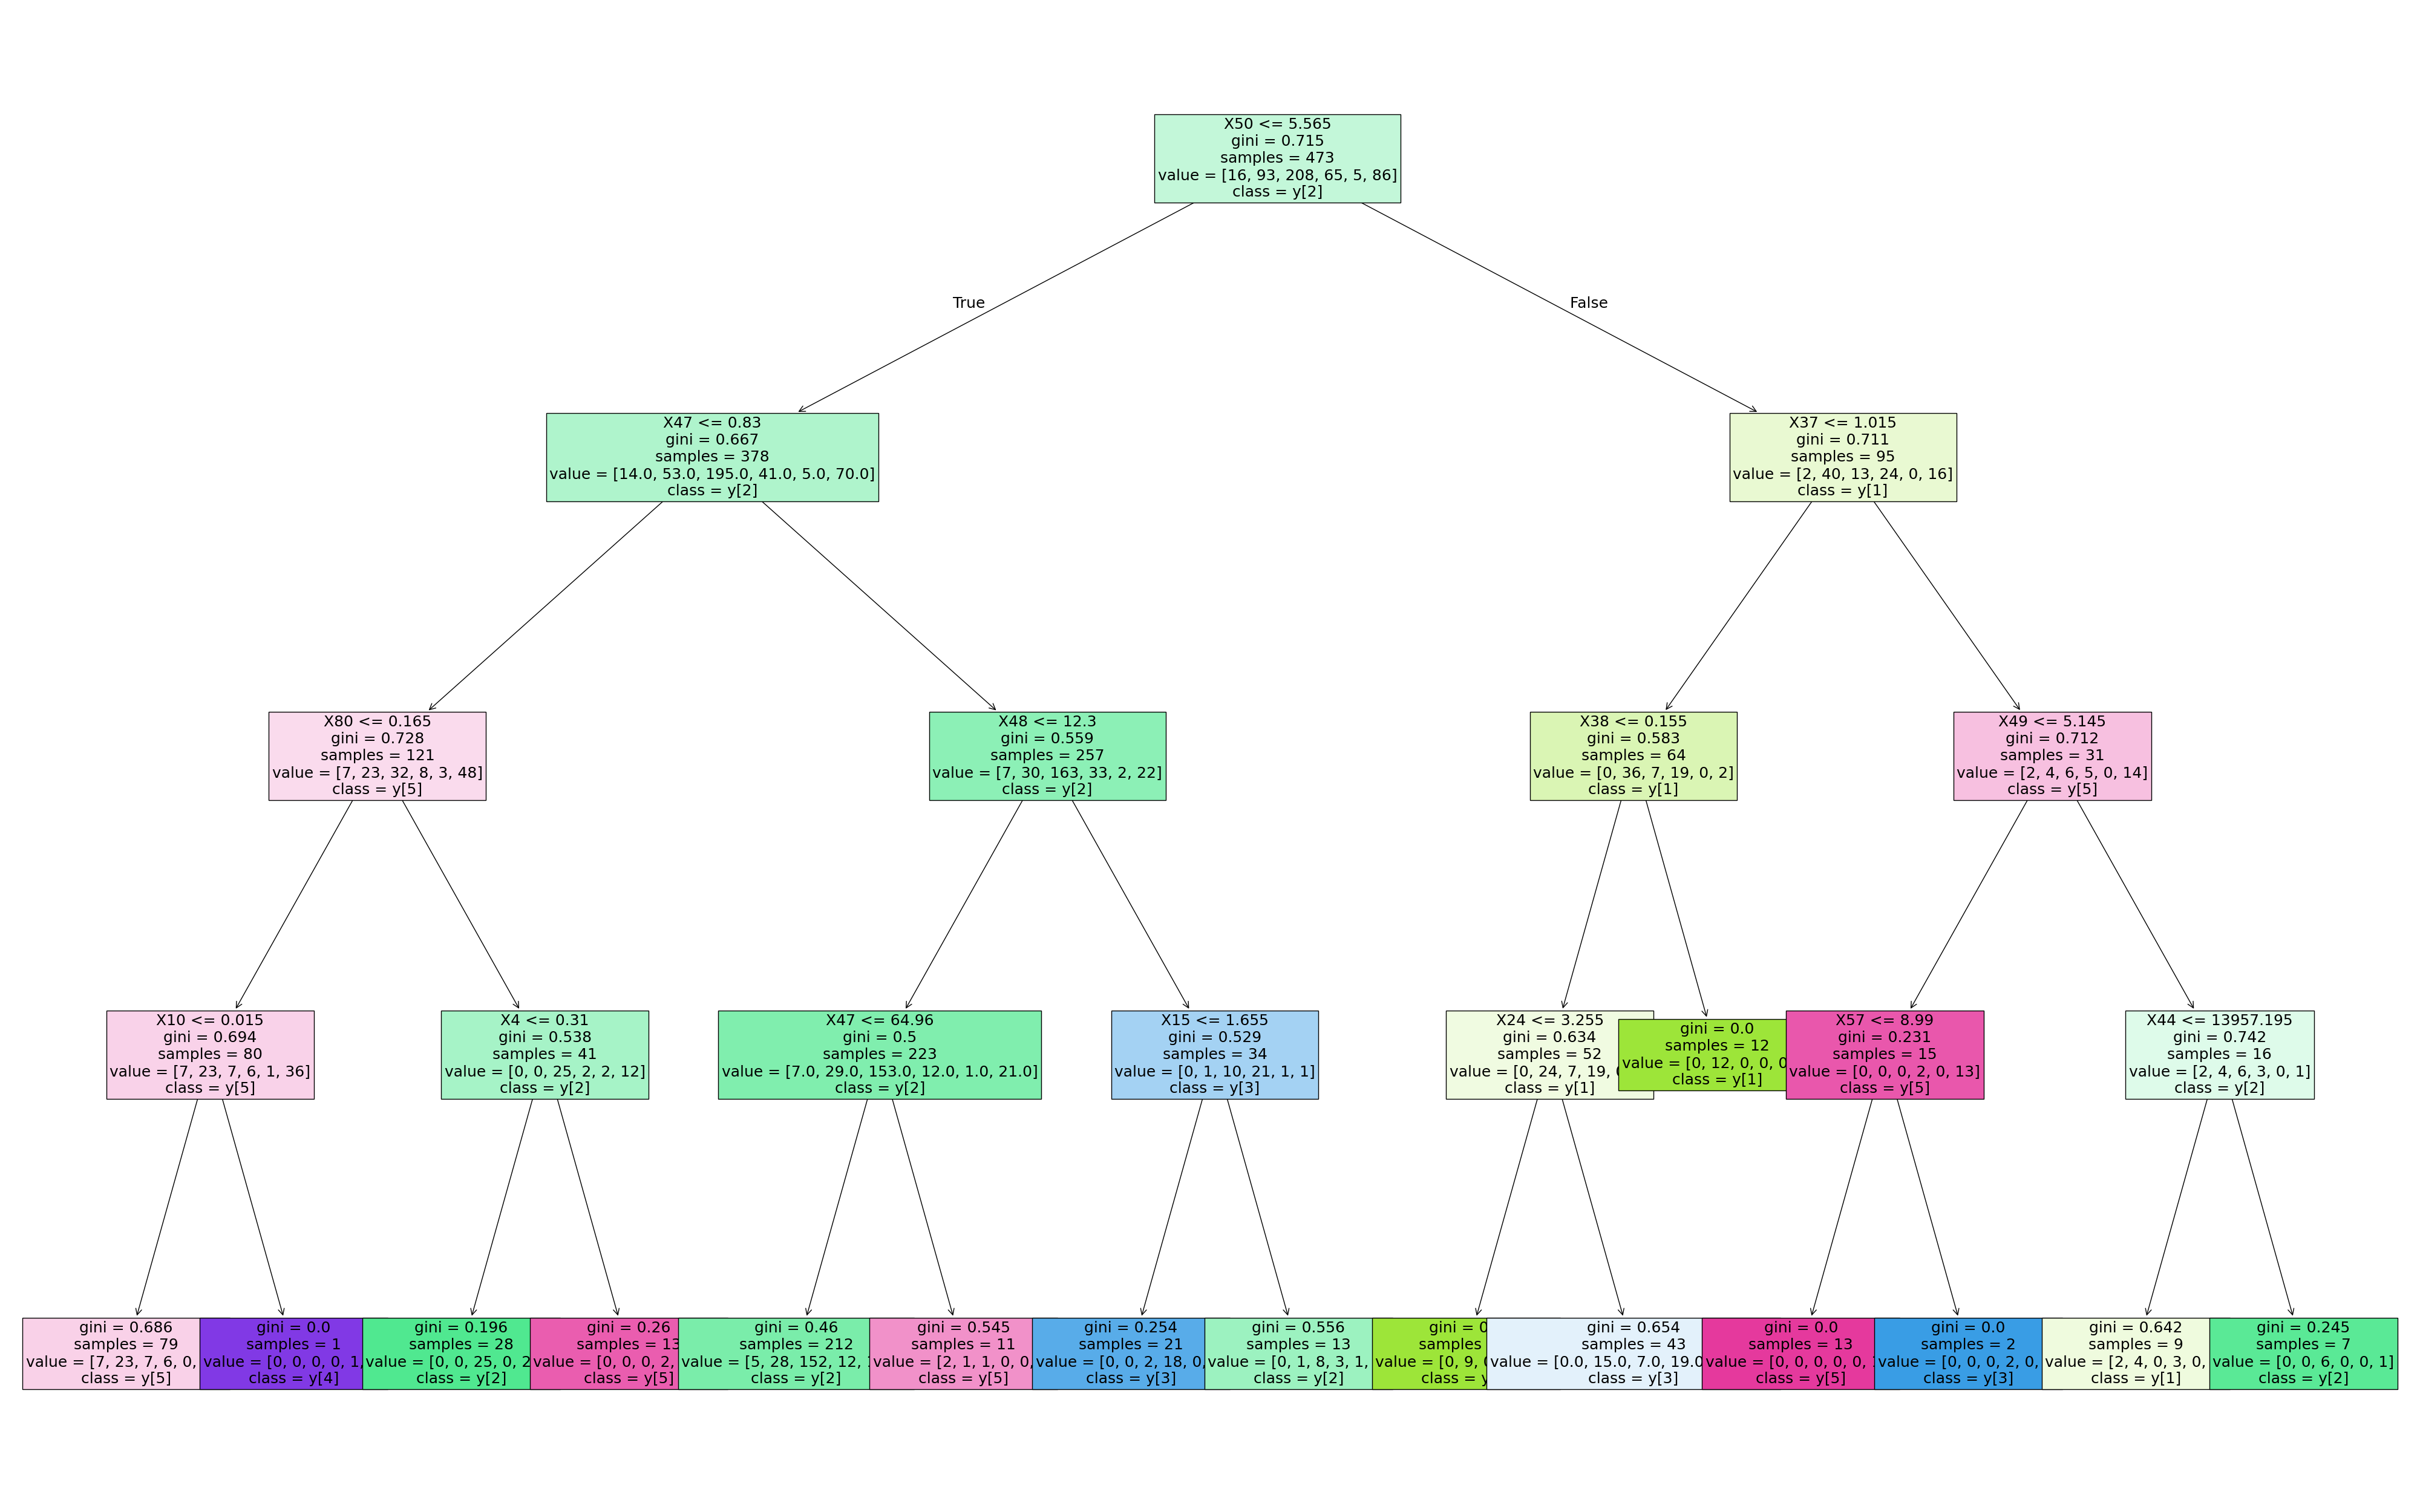 X50 <= 5.565
gini = 0.715
samples = 473
value = [16, 93, 208, 65, 5, 86]
class = y[2]
True
False
X47 <= 0.83
gini = 0.667
samples = 378
value = [14.0, 53.0, 195.0, 41.0, 5.0, 70.0]
class = y[2]
X37 <= 1.015
gini = 0.711
samples = 95
value = [2, 40, 13, 24, 0, 16]
class = y[1]
X80 <= 0.165
gini = 0.728
samples = 121
value = [7, 23, 32, 8, 3, 48]
class = y[5]
X48 <= 12.3
gini = 0.559
samples = 257
value = [7, 30, 163, 33, 2, 22]
class = y[2]
X38 <= 0.155
gini = 0.583
samples = 64
value = [0, 36, 7, 19, 0, 2]
class = y[1]
X49 <= 5.145
gini = 0.712
samples = 31
value = [2, 4, 6, 5, 0, 14]
class = y[5]
X10 <= 0.015
gini = 0.694
samples = 80
value = [7, 23, 7, 6, 1, 36]
class = y[5]
X4 <= 0.31
gini = 0.538
samples = 41
value = [0, 0, 25, 2, 2, 12]
class = y[2]
X47 <= 64.96
gini = 0.5
samples = 223
value = [7.0, 29.0, 153.0, 12.0, 1.0, 21.0]
class = y[2]
X15 <= 1.655
gini = 0.529
samples = 34
value = [0, 1, 10, 21, 1, 1]
class = y[3]
X24 <= 3.255
gini = 0.634
samples = 52
value = [0, 24, 7, 19,
class = y[1]
gini = 0.0
samples = 12
value = [0, 12, 0, 0, 0
class = y[1]
X57 <= 8.99
gini = 0.231
samples = 15
value = [0, 0, 0, 2, 0, 13]
class = y[5]
X44 <= 13957.195
gini = 0.742
samples = 16
value = [2, 4, 6, 3, 0, 1]
class = y[2]
gini = 0.686
samples = 79
value = [7, 23, 7, 6, 0,
class = y[5]
gini = 0.0
samples = 1
value = [0, 0, 0, 0, 1,
class = y[4]
gini = 0.196
samples = 28
value = [0, 0, 25, 0, 2
class = y[2]
gini = 0.26
samples = 13
value = [0, 0, 0, 2,
class = y[5]
gini = 0.46
samples = 212
value = [5, 28, 152, 12,
class = y[2]
gini = 0.545
samples = 11
value = [2, 1, 1, 0, 0,
class = y[5]
gini = 0.254
samples = 21
value = [0, 0, 2, 18, 0,
class = y[3]
gini = 0.556
samples = 13
value = [0, 1, 8, 3, 1,
class = y[2]
gini =
samples
value = [0, 9,
class =
gini = 0.654
samples = 43
value = [0.0, 15.0, 7.0, 19.0
class = y[3]
gini = 0.0
samples = 13
value = [0, 0, 0, 0, 0,
class = y[5]
gini = 0.0
samples = 2
value = [0, 0, 0, 2, 0,
class = y[3]
gini = 0.642
samples = 9
value = [2, 4, 0, 3, 0,
class = y[1]
gini = 0.245
samples = 7
value = [0, 0, 6, 0, 0, 1]
class = y[2]